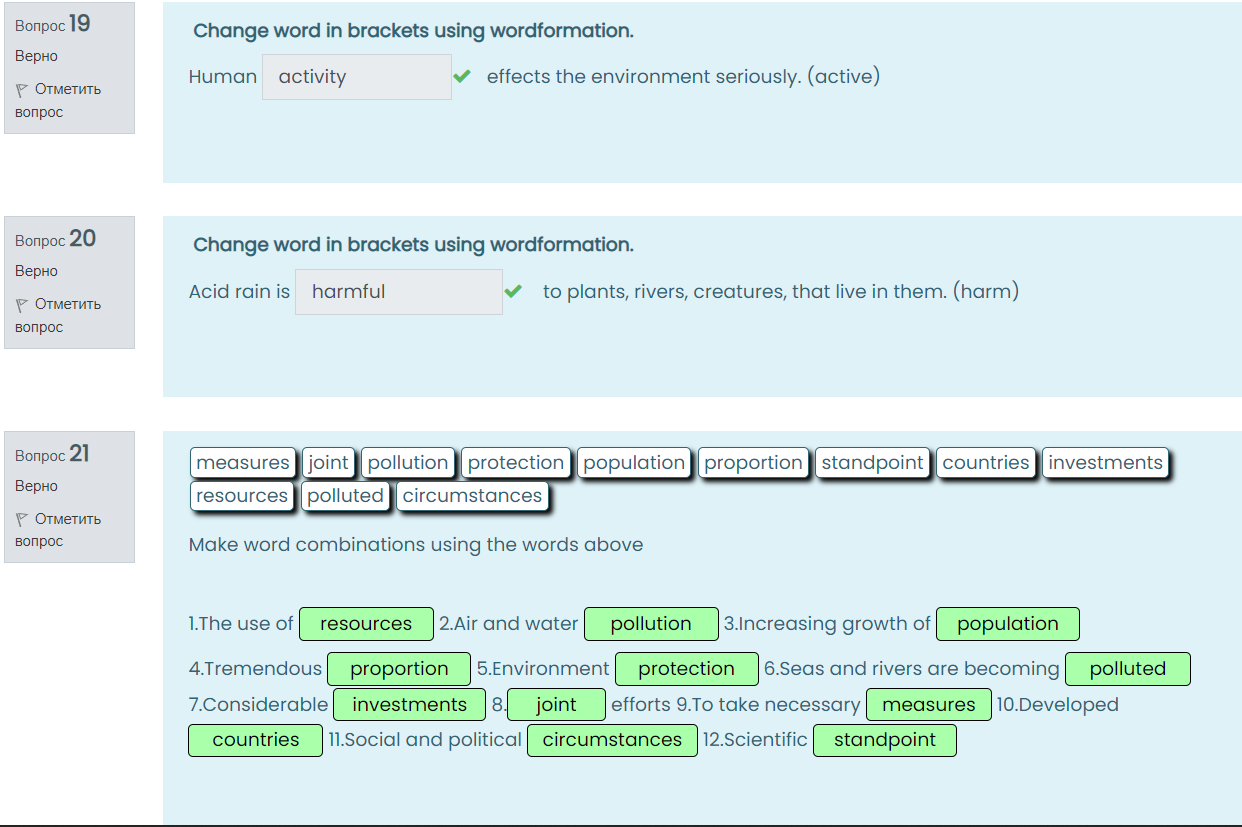 Вопрос 19
Верно
Отметить
вопрос
Change word in brackets using wordformation.
Human activity effects the environment seriously. (active)
Вопрос 20
Верно
Отметить
вопрос
Change word in brackets using wordformation.
Acid rain is harmful to plants, rivers, creatures, that live in them. (harm)
Вопрос 21
Верно
Отметить
вопрос
measures joint pollution protection population proportion standpoint countries investments
resources polluted circumstances
Make word combinations using the words above
1.The use of resources 2.Air and water pollution 3.Increasing growth of population
4.Tremendous proportion 5.Environment protection 6.Seas and rivers are becoming polluted
7.Considerable investments 8. joint efforts 9.To take necessary measures 10.Developed
countries 11.Social and political circumstances 12.Scientific standpoint